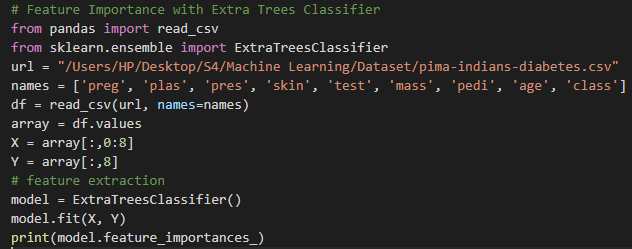 # Feature Importance with Extra Trees Classifier
from pandas import read_csv
from sklearn.ensemble import ExtraTreesClassifier
url = "/Users/HP/Desktop/S4/Machine Learning/Dataset/pima-indians-diabetes.csv"
names = ['preg', 'plas', 'pres', 'skin', 'test', 'mass', 'pedi', 'age', 'class']
df = read_csv(url, names=names)
array = df.values
X = array[:,0:8]
Y = array[:,8]
# feature extraction
model = ExtraTreesClassifier()
model.fit(X, Y)
print(model.feature_importances_)